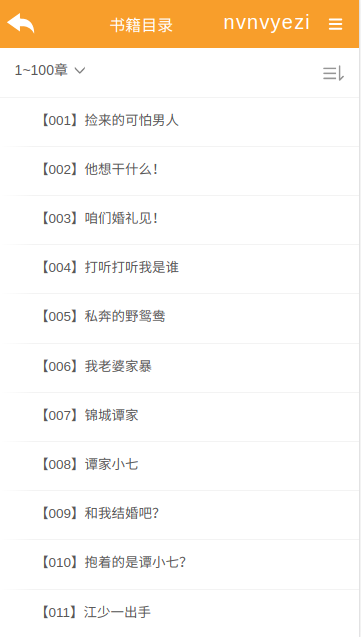 书籍目录
nvnvyezi
1~100章
【001】捡来的可怕男人
【002】他想干什么！
【003】咱们婚礼见！
【004】打听打听我是谁
【005】私奔的野鸳鸯
【006】我老婆家暴
【007】锦城谭家
【008】谭家小七
【009】和我结婚吧？
【010】抱着的是谭小七？
【011】江少一出手